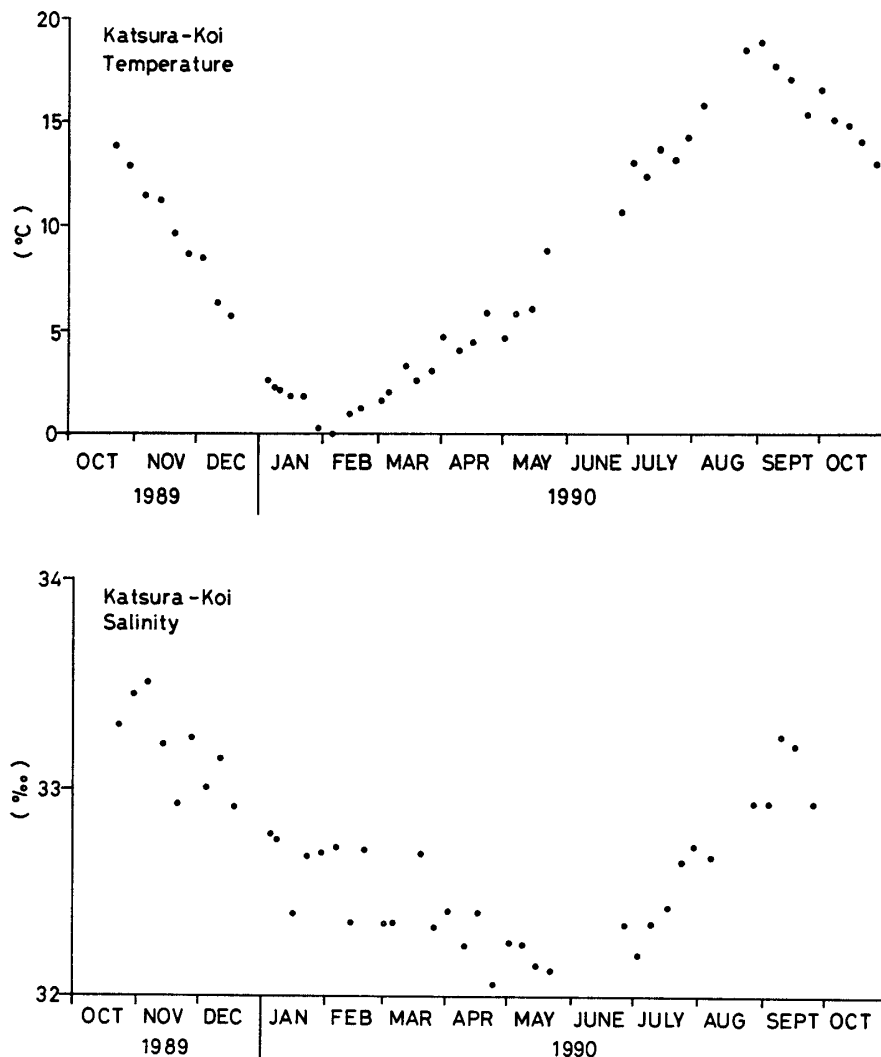 Katsura-Koi
Temperature
20
15
10
5
0
(°C)
OCT NOV DEC JAN FEB MAR APR MAY JUNE JULY AUG SEPT OCT
1989 1990
Katsura-Koi
Salinity
34
33
32
(‰)
OCT NOV DEC JAN FEB MAR APR MAY JUNE JULY AUG SEPT OCT
1989 1990